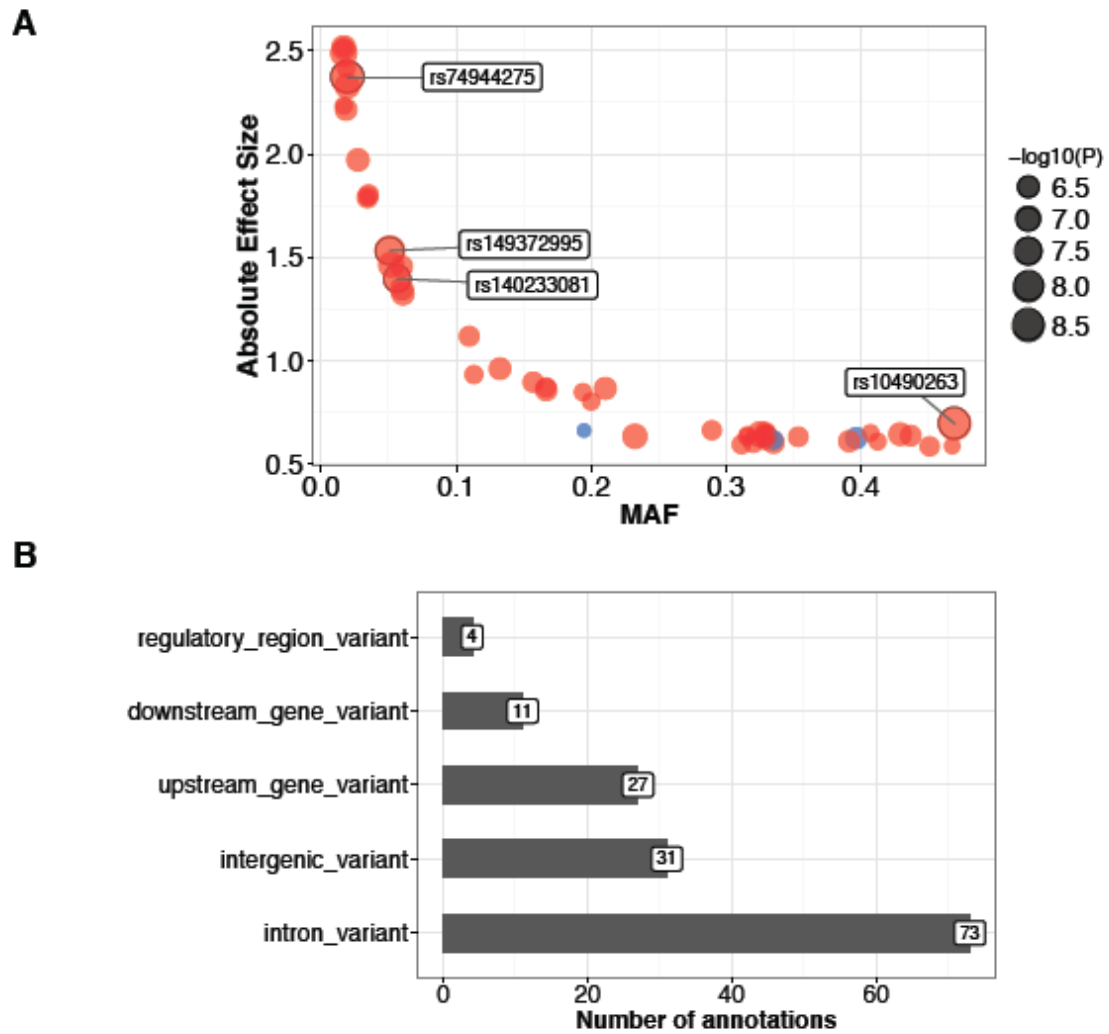 A
Absolute Effect Size
2.5
2.0
1.5
1.0
0.5
rs74944275
rs149372995
rs140233081
rs10490263
0.0 0.1 0.2 0.3 0.4
MAF
−log10(P)
6.5
7.0
7.5
8.0
8.5
B
regulatory_region_variant 4
downstream_gene_variant 11
upstream_gene_variant 27
intergenic_variant 31
intron_variant 73
0 20 40 60
Number of annotations